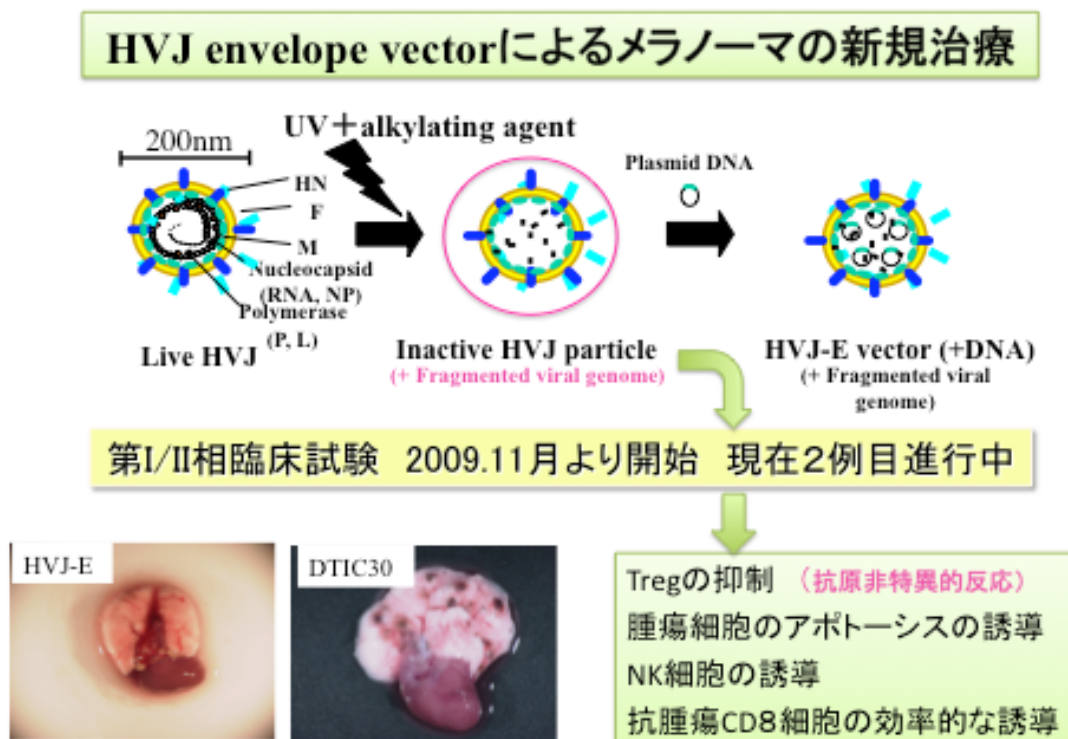 HVJ envelope vectorによるメラノーマの新規治療
UV＋alkylating agent
200nm
Plasmid DNA
HN
F
M
Nucleocapsid
(RNA, NP)
Polymerase
(P, L)
Live HVJ
Inactive HVJ particle
(+ Fragmented viral genome)
HVJ-E vector (+DNA)
(+ Fragmented viral
genome)
第I/II相臨床試験　2009.11月より開始　現在２例目進行中
HVJ-E
DTIC30
Tregの抑制　（抗原非特異的反応）
腫瘍細胞のアポトーシスの誘導
NK細胞の誘導
抗腫瘍CD8細胞の効率的な誘導